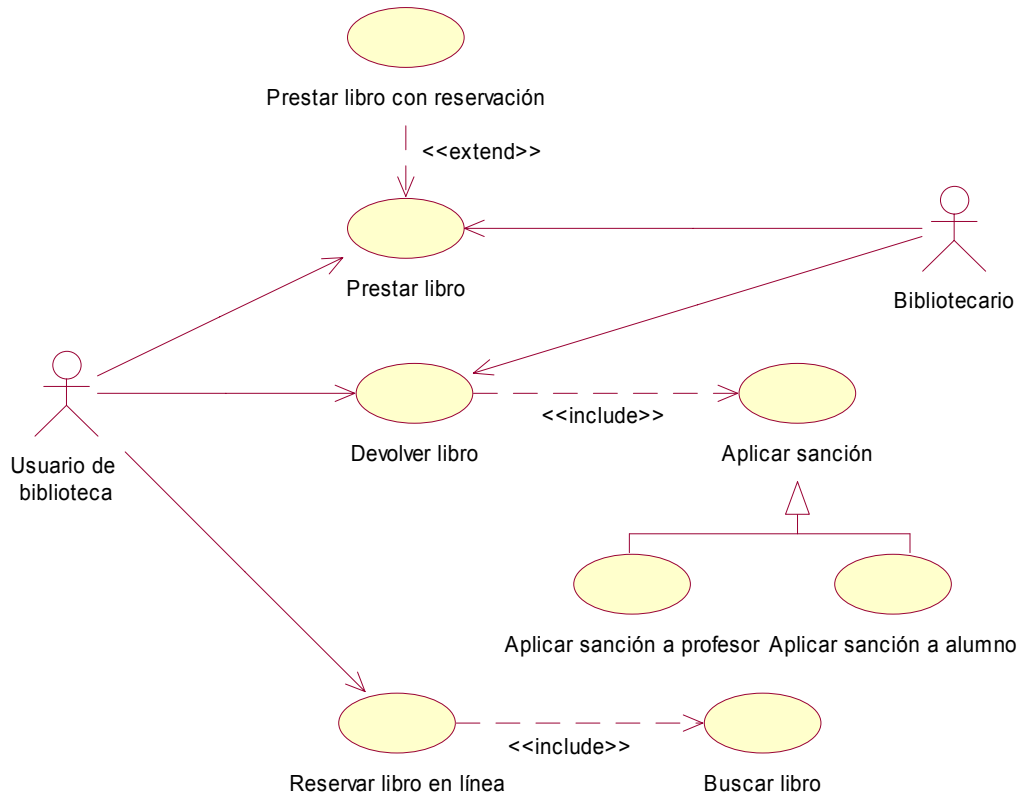 Prestar libro con reservación
<<extend>>
Prestar libro
Bibliotecario
Usuario de
biblioteca
Devolver libro
<<include>>
Aplicar sanción
Aplicar sanción a profesor
Aplicar sanción a alumno
Reservar libro en línea
<<include>>
Buscar libro